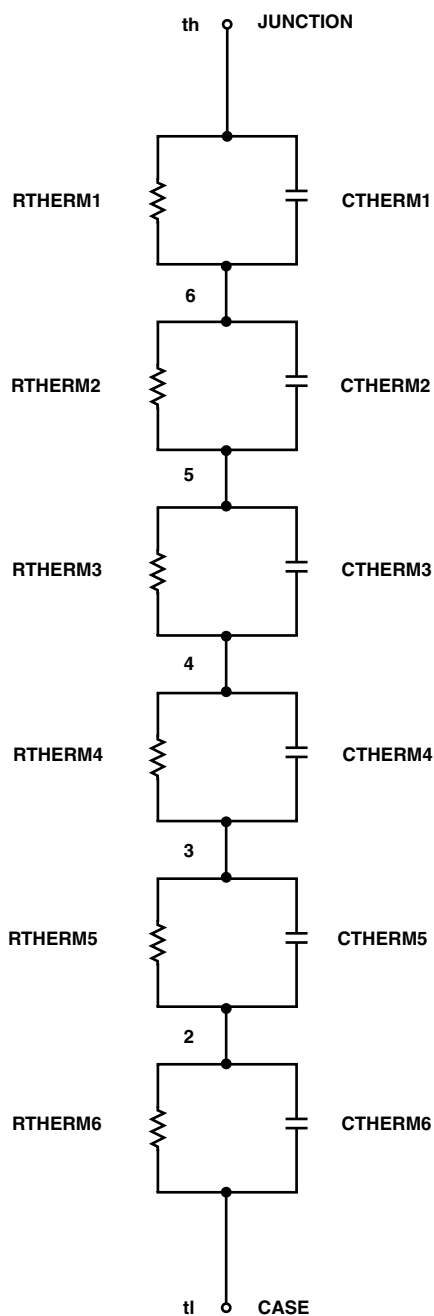 th JUNCTION
RTHERM1 CTHERM1
6
RTHERM2 CTHERM2
5
RTHERM3 CTHERM3
4
RTHERM4 CTHERM4
3
RTHERM5 CTHERM5
2
RTHERM6 CTHERM6
tl CASE